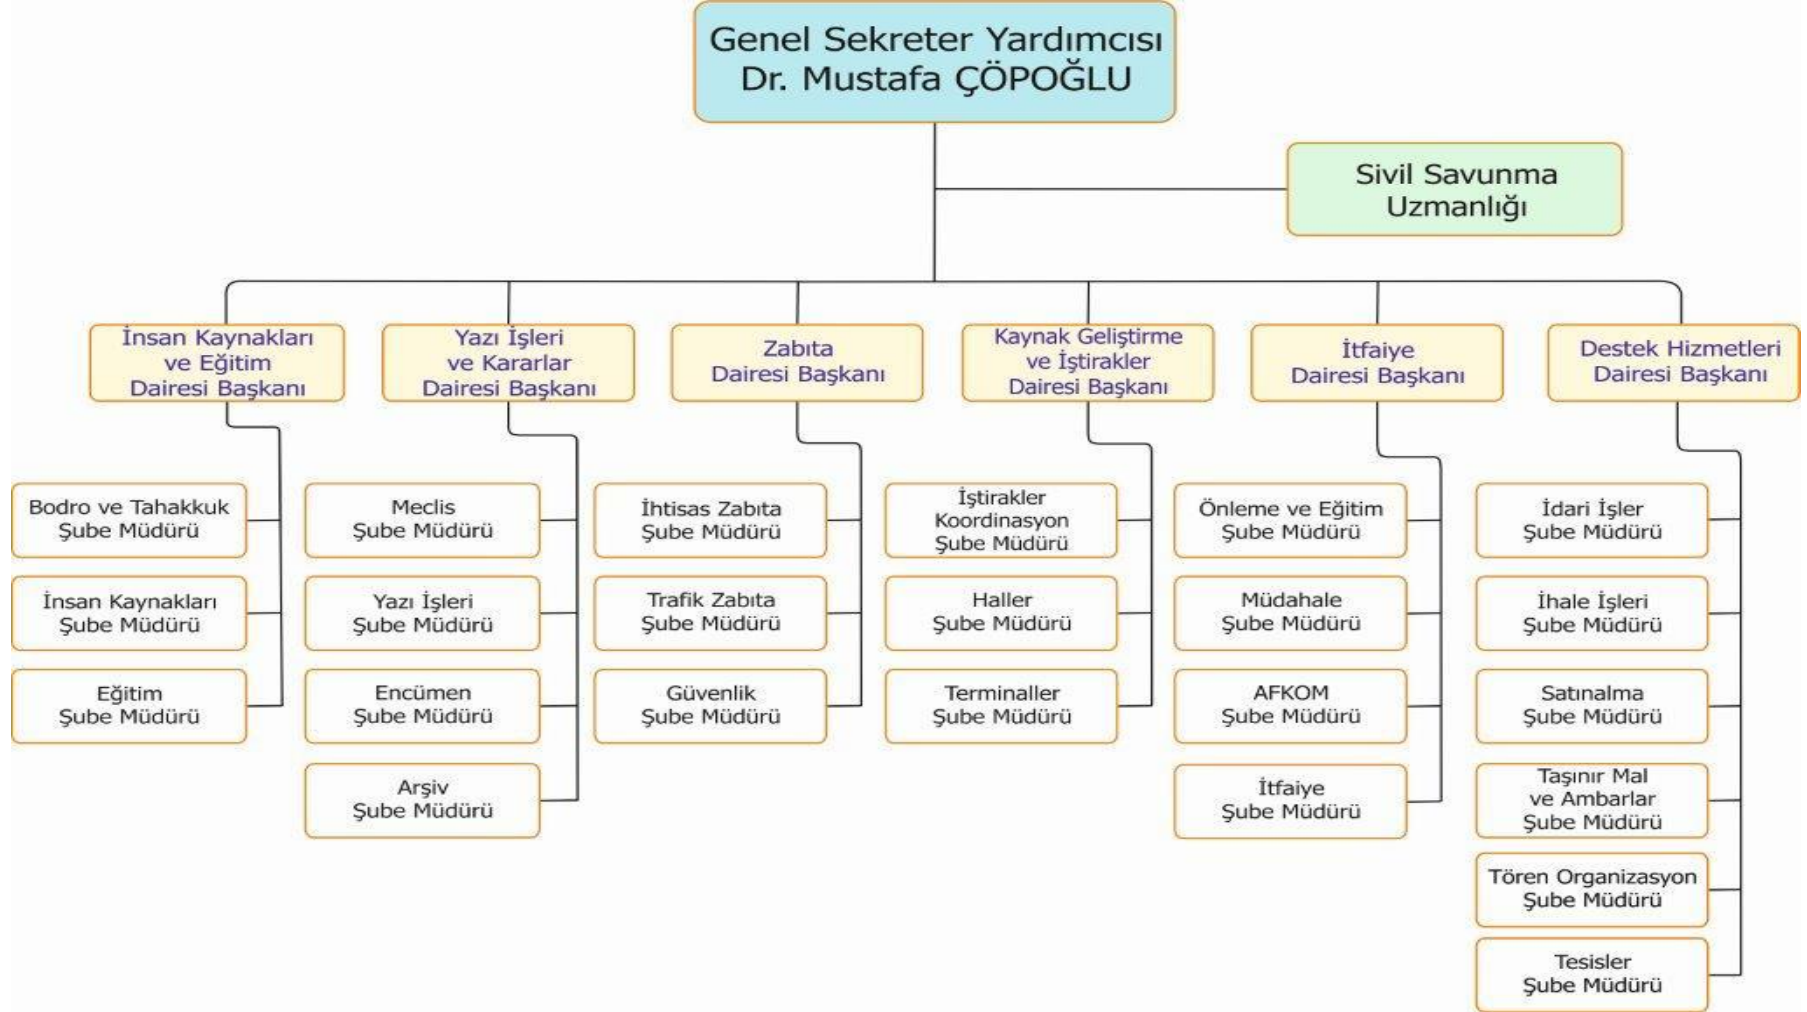 Genel Sekreter Yardımcısı
Dr. Mustafa ÇÖPOĞLU
Sivil Savunma
Uzmanlığı
İnsan Kaynakları
ve Eğitim
Dairesi Başkanı
Yazı İşleri
ve Kararlar
Dairesi Başkanı
Zabıta
Dairesi Başkanı
Kaynak Geliştirme
ve İştirakler
Dairesi Başkanı
İtfaiye
Dairesi Başkanı
Destek Hizmetleri
Dairesi Başkanı
Bodro ve Tahakkuk
Şube Müdürü
İnsan Kaynakları
Şube Müdürü
Eğitim
Şube Müdürü
Meclis
Şube Müdürü
Yazı İşleri
Şube Müdürü
Encümen
Şube Müdürü
Arşiv
Şube Müdürü
İhtisas Zabıta
Şube Müdürü
Trafik Zabıta
Şube Müdürü
Güvenlik
Şube Müdürü
İştirakler
Koordinasyon
Şube Müdürü
Haller
Şube Müdürü
Terminaller
Şube Müdürü
Önleme ve Eğitim
Şube Müdürü
Müdahale
Şube Müdürü
AFKOM
Şube Müdürü
İtfaiye
Şube Müdürü
İdari İşler
Şube Müdürü
İhale İşleri
Şube Müdürü
Satınalma
Şube Müdürü
Taşınır Mal
ve Ambarlar
Şube Müdürü
Tören Organizasyon
Şube Müdürü
Tesisler
Şube Müdürü